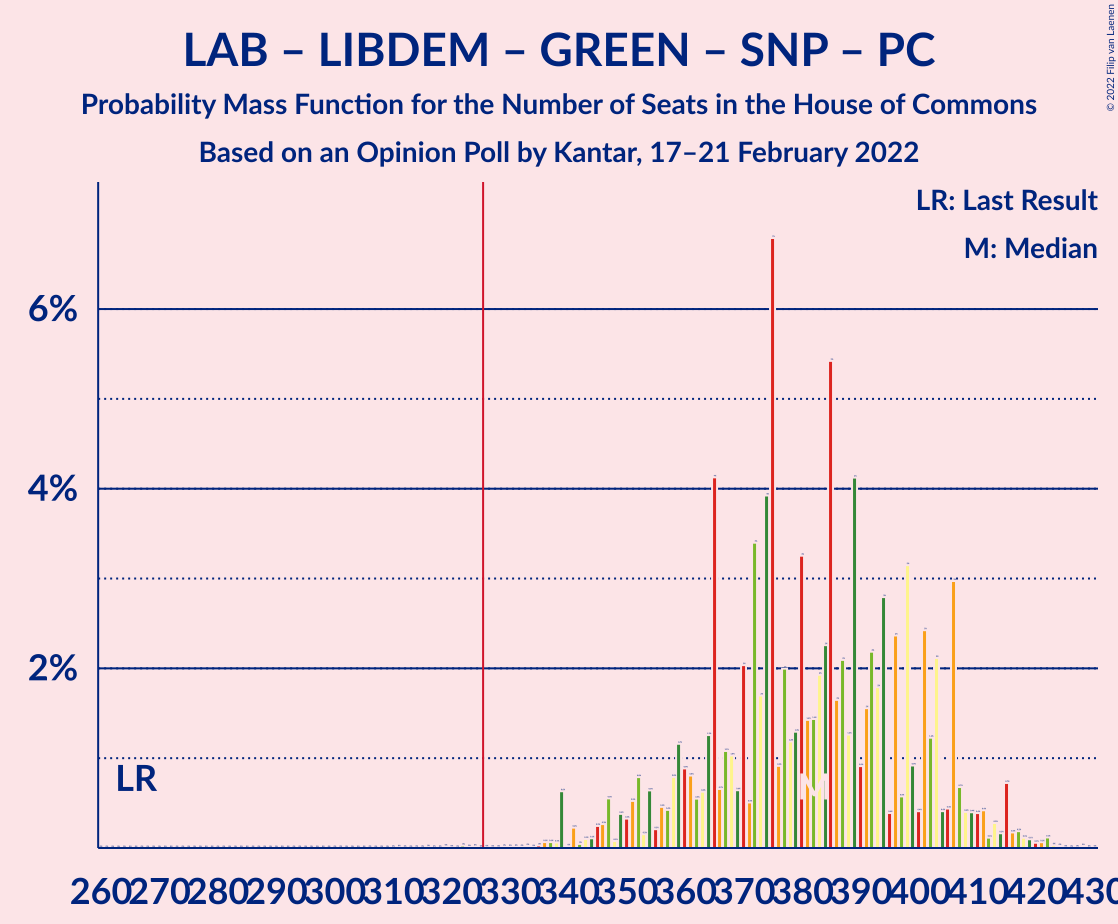 LAB – LIBDEM – GREEN – SNP – PC
Probability Mass Function for the Number of Seats in the House of Commons
Based on an Opinion Poll by Kantar, 17–21 February 2022
© 2022 Filip van Laenen
LR: Last Result
M: Median
6%
4%
2%
LR
M
260 270 280 290 300 310 320 330 340 350 360 370 380 390 400 410 420 430